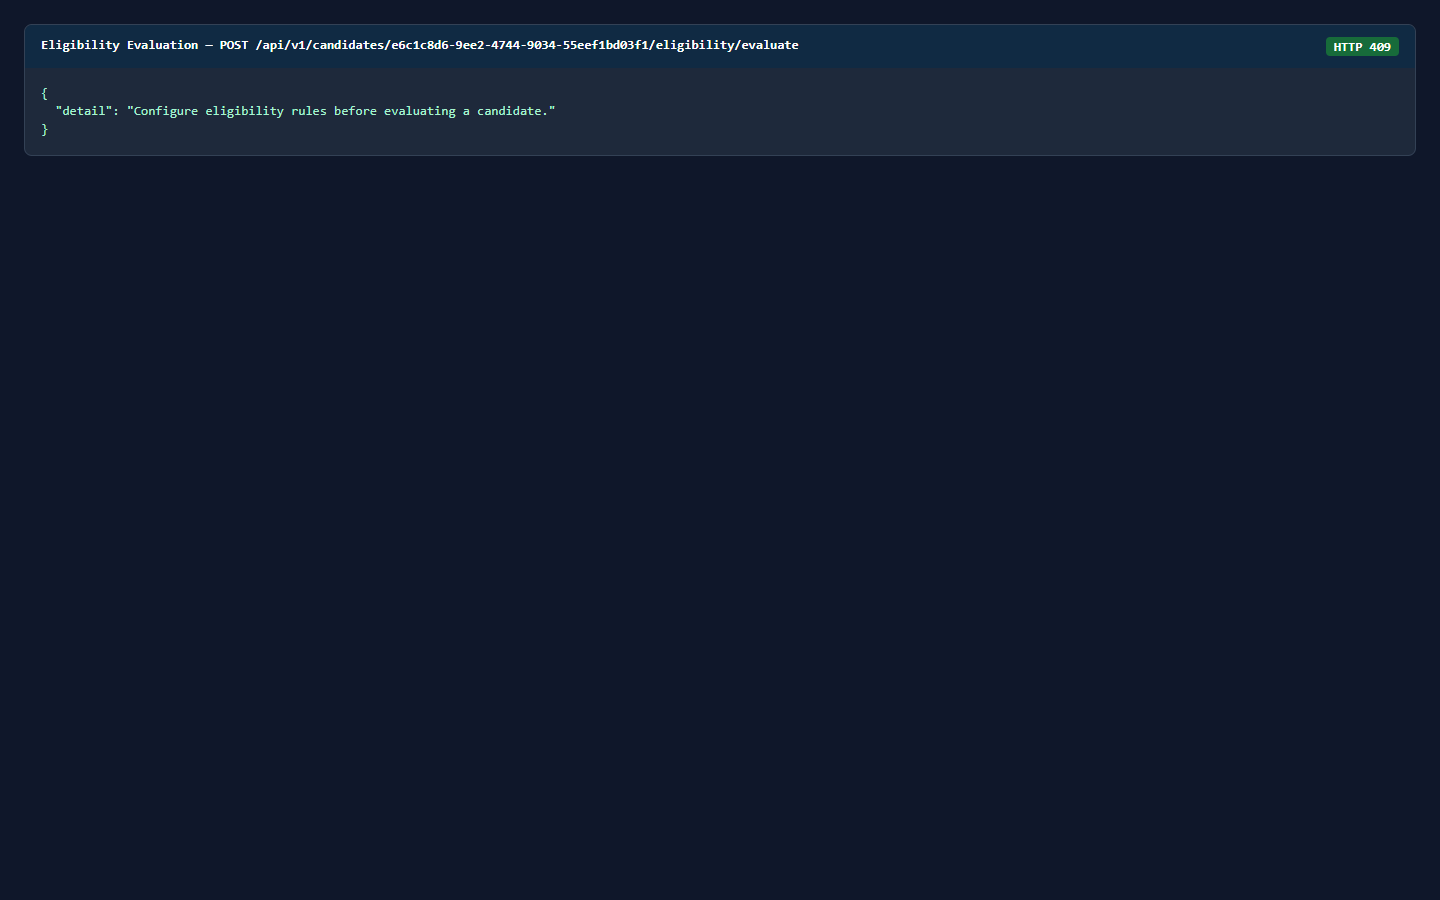 Eligibility Evaluation — POST /api/v1/candidates/e6c1c8d6-9ee2-4744-9034-55eef1bd03f1/eligibility/evaluate
HTTP 409
{
  "detail": "Configure eligibility rules before evaluating a candidate."
}